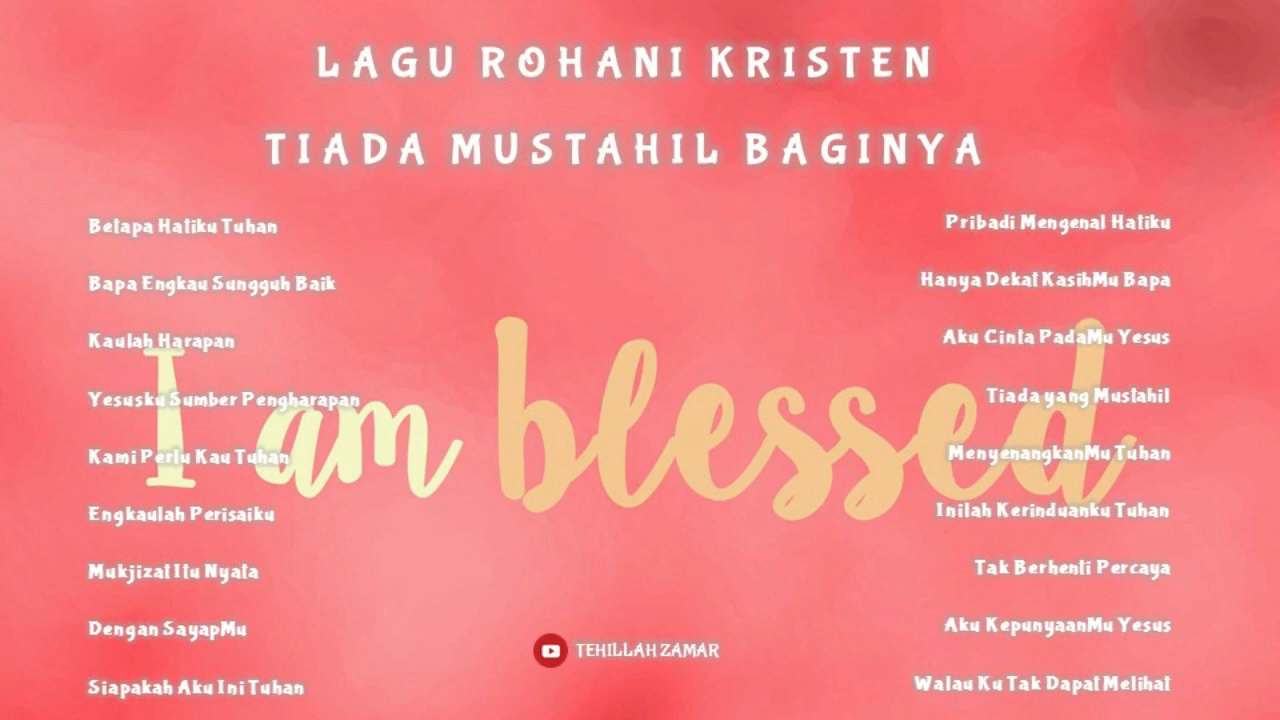 LAGU ROHANI KRISTEN
TIADA MUSTAHIL BAGINYA
Betapa Hatiku Tuhan
Bapa Engkau Sungguh Baik
Kaulah Harapan
Yesusku Sumber Pengharapan
Kami Perlu Kau Tuhan
Engkaulah Perisaiku
Mukjizat Itu Nyata
Dengan SayapMu
Siapakah Aku Ini Tuhan
Pribadi Mengenal Hatiku
Hanya Dekat KasihMu Bapa
Aku Cinta PadaMu Yesus
Tiada yang Mustahil
MenyenangkanMu Tuhan
Inilah Kerinduanku Tuhan
Tak Berhenti Percaya
Aku KepunyaanMu Yesus
Walau Ku Tak Dapat Melihat
I am blessed
TEHILLAH ZAMAR